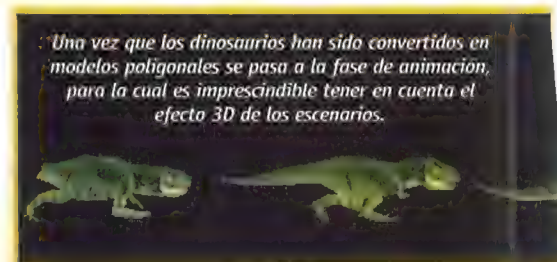 Una vez que los dinosaurios han sido convertidos en
modelos poligonales se pasa a la fase de animación,
para la cual es imprescindible tener en cuenta el
efecto 3D de los escenarios.